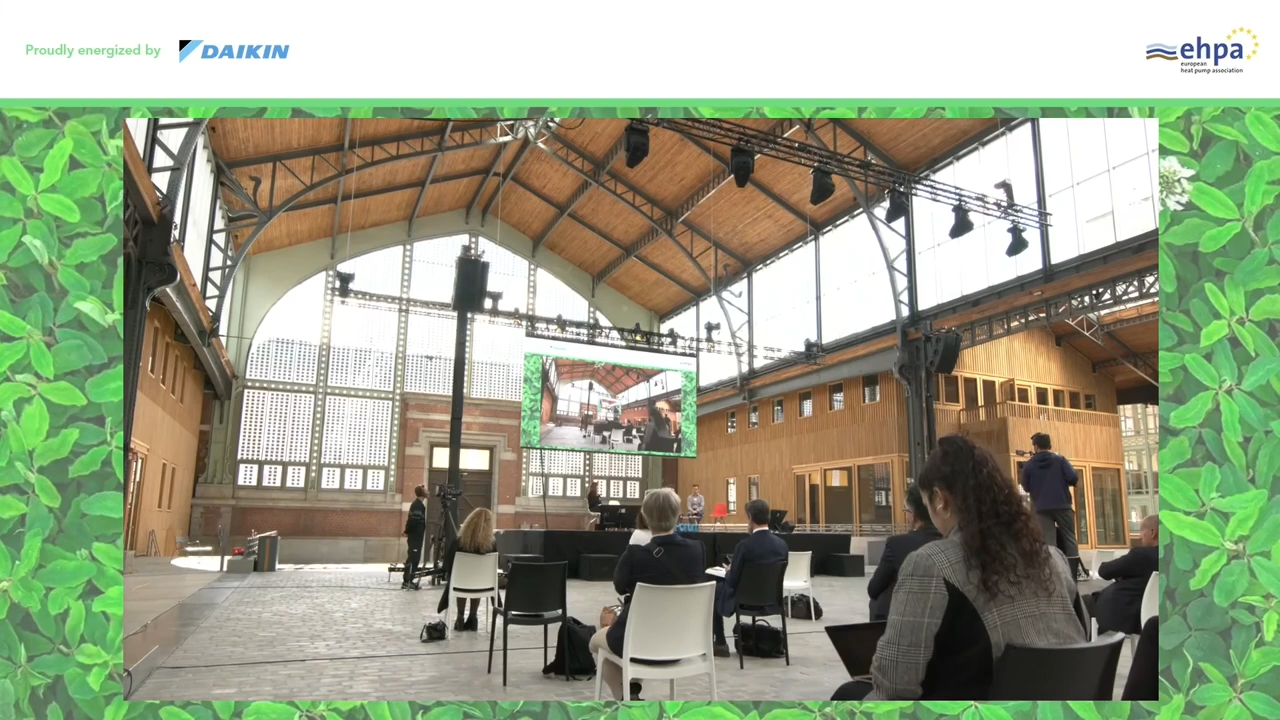 Proudly energized by
DAIKIN
ehpa
european
heat pump association